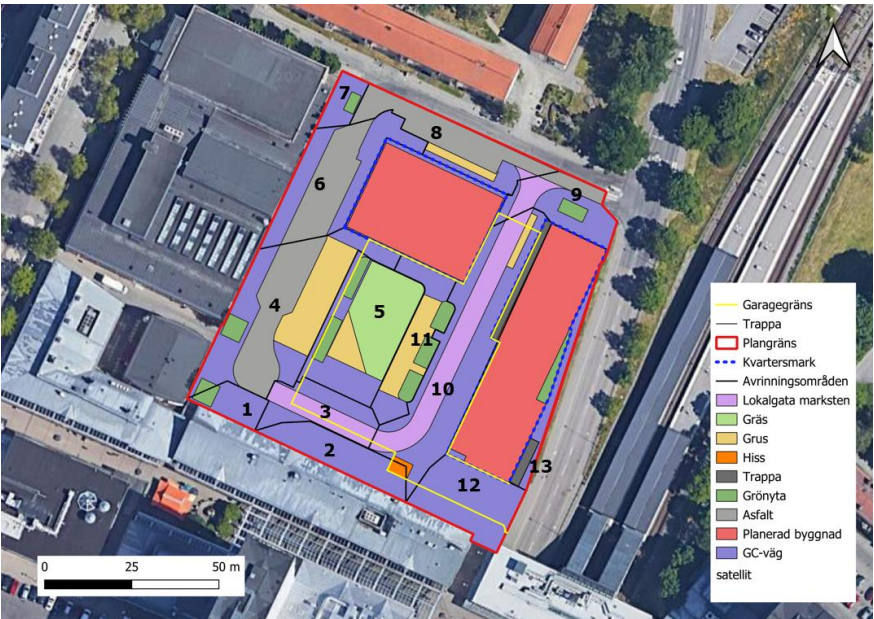 7
8
6
9
5
4
11
10
3
1
2
13
12
Garagegräns
Trappa
Plangräns
Kvartersmark
Avrinningsområden
Lokalgata marksten
Gräs
Grus
Hiss
Trappa
Grönyta
Asfalt
Planerad byggnad
GC-väg
satellit
0 25 50 m